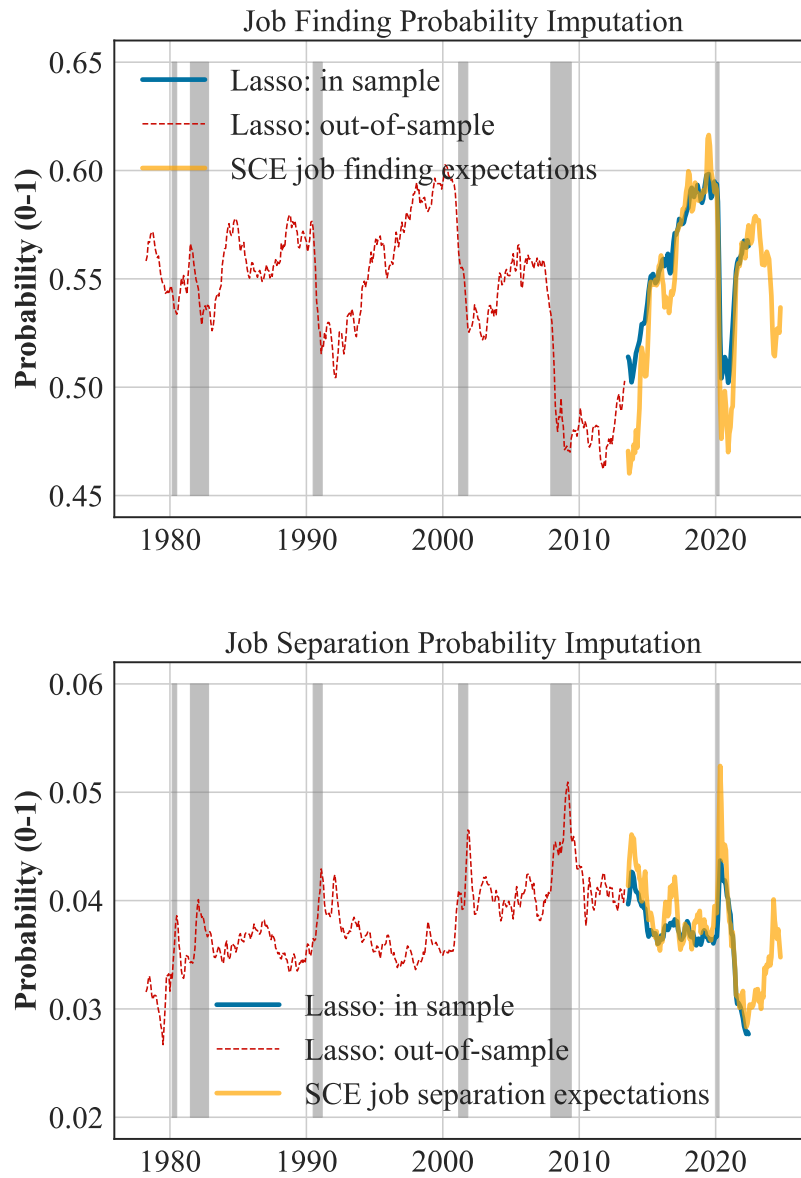 Job Finding Probability Imputation
Probability (0-1)
0.65
0.60
0.55
0.50
0.45
Lasso: in sample
Lasso: out-of-sample
SCE job finding expectations
1980 1990 2000 2010 2020
Job Separation Probability Imputation
Probability (0-1)
0.06
0.05
0.04
0.03
0.02
Lasso: in sample
Lasso: out-of-sample
SCE job separation expectations
1980 1990 2000 2010 2020